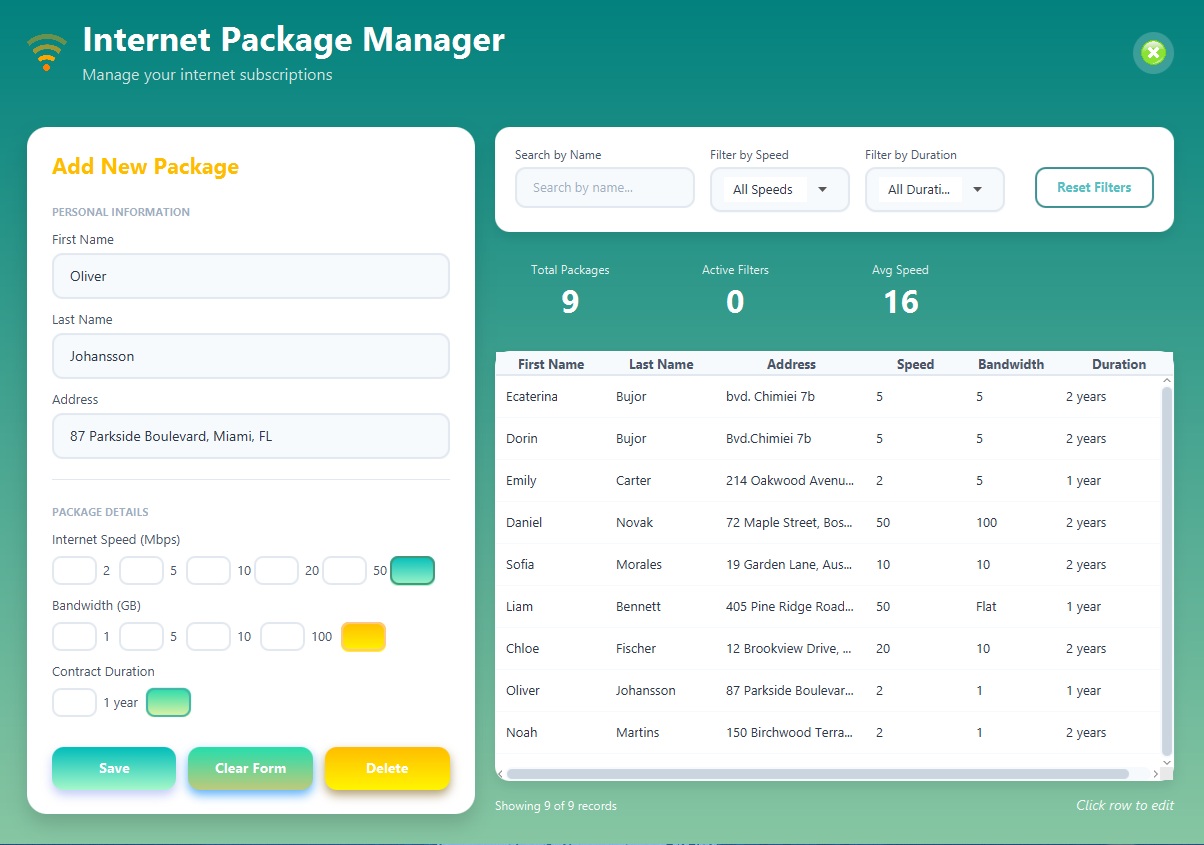 Internet Package Manager
Manage your internet subscriptions
Add New Package
PERSONAL INFORMATION
First Name
Oliver
Last Name
Johansson
Address
87 Parkside Boulevard, Miami, FL
PACKAGE DETAILS
Internet Speed (Mbps)
2 5 10 20 50
Bandwidth (GB)
1 5 10 100
Contract Duration
1 year
Save Clear Form Delete
Search by Name Filter by Speed Filter by Duration
Search by name... All Speeds All Durati... Reset Filters
Total Packages Active Filters Avg Speed
9 0 16
First Name Last Name Address Speed Bandwidth Duration
Ecaterina Bujor bvd. Chimiei 7b 5 5 2 years
Dorin Bujor Bvd.Chimiei 7b 5 5 2 years
Emily Carter 214 Oakwood Avenu... 2 5 1 year
Daniel Novak 72 Maple Street, Bos... 50 100 2 years
Sofia Morales 19 Garden Lane, Aus... 10 10 2 years
Liam Bennett 405 Pine Ridge Road... 50 Flat 1 year
Chloe Fischer 12 Brookview Drive, ... 20 10 2 years
Oliver Johansson 87 Parkside Boulevar... 2 1 1 year
Noah Martins 150 Birchwood Terra... 2 1 2 years
Showing 9 of 9 records Click row to edit